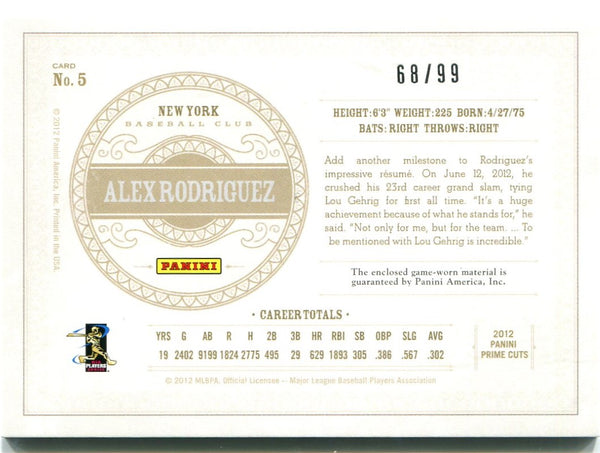 CARD
No. 5
68/99
NEW YORK
BASEBALL CLUB
ALEX RODRIGUEZ
PANINI
© 2012 Panini America, Inc. Printed in the USA.
HEIGHT:6'3" WEIGHT:225 BORN:4/27/75
BATS:RIGHT THROWS:RIGHT
Add another milestone to Rodriguez's
impressive résumé. On June 12, 2012, he
crushed his 23rd career grand slam, tying
Lou Gehrig for first all time. "It's a huge
achievement because of what he stands for," he
said. "Not only for me, but for the team. ... To
be mentioned with Lou Gehrig is incredible."
The enclosed game-worn material is
guaranteed by Panini America, Inc.
• CAREER TOTALS •
YRS G AB R H 2B 3B HR RBI SB OBP SLG AVG
19 2402 9199 1824 2775 495 29 629 1893 305 .386 .567 .302
2012
PANINI
PRIME CUTS
PLAYERS
© 2012 MLBPA, Official Licensee – Major League Baseball Players Association